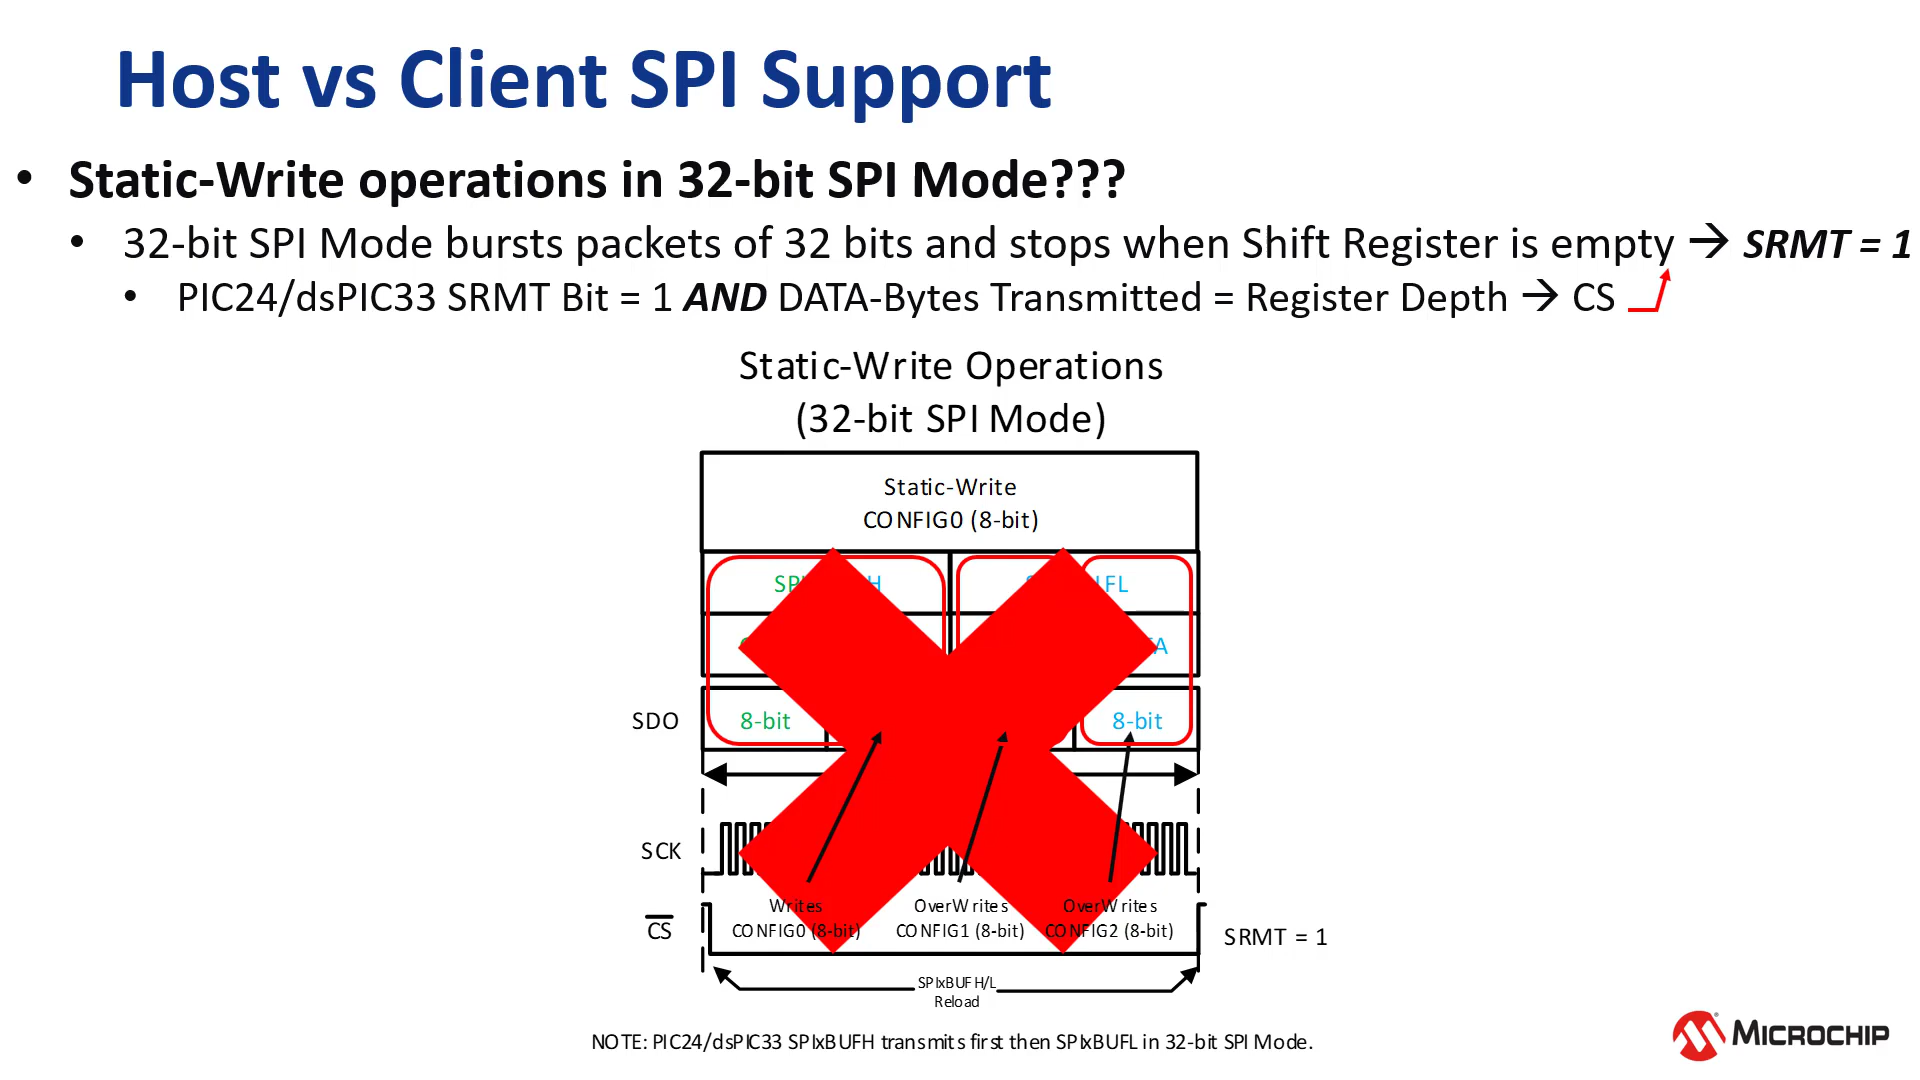 Host vs Client SPI Support
• Static-Write operations in 32-bit SPI Mode???
• 32-bit SPI Mode bursts packets of 32 bits and stops when Shift Register is empty → SRMT = 1
• PIC24/dsPIC33 SRMT Bit = 1 AND DATA-Bytes Transmitted = Register Depth → CS
Static-Write Operations
(32-bit SPI Mode)
Static-Write
CONFIG0 (8-bit)
SDO
8-bit
8-bit
SCK
CS
Writes
CONFIG0 (8-bit)
OverWrites
CONFIG1 (8-bit)
OverWrites
CONFIG2 (8-bit)
SRMT = 1
SPIxBUFH/L
Reload
NOTE: PIC24/dsPIC33 SPIxBUFH transmits first then SPIxBUFL in 32-bit SPI Mode.
MICROCHIP